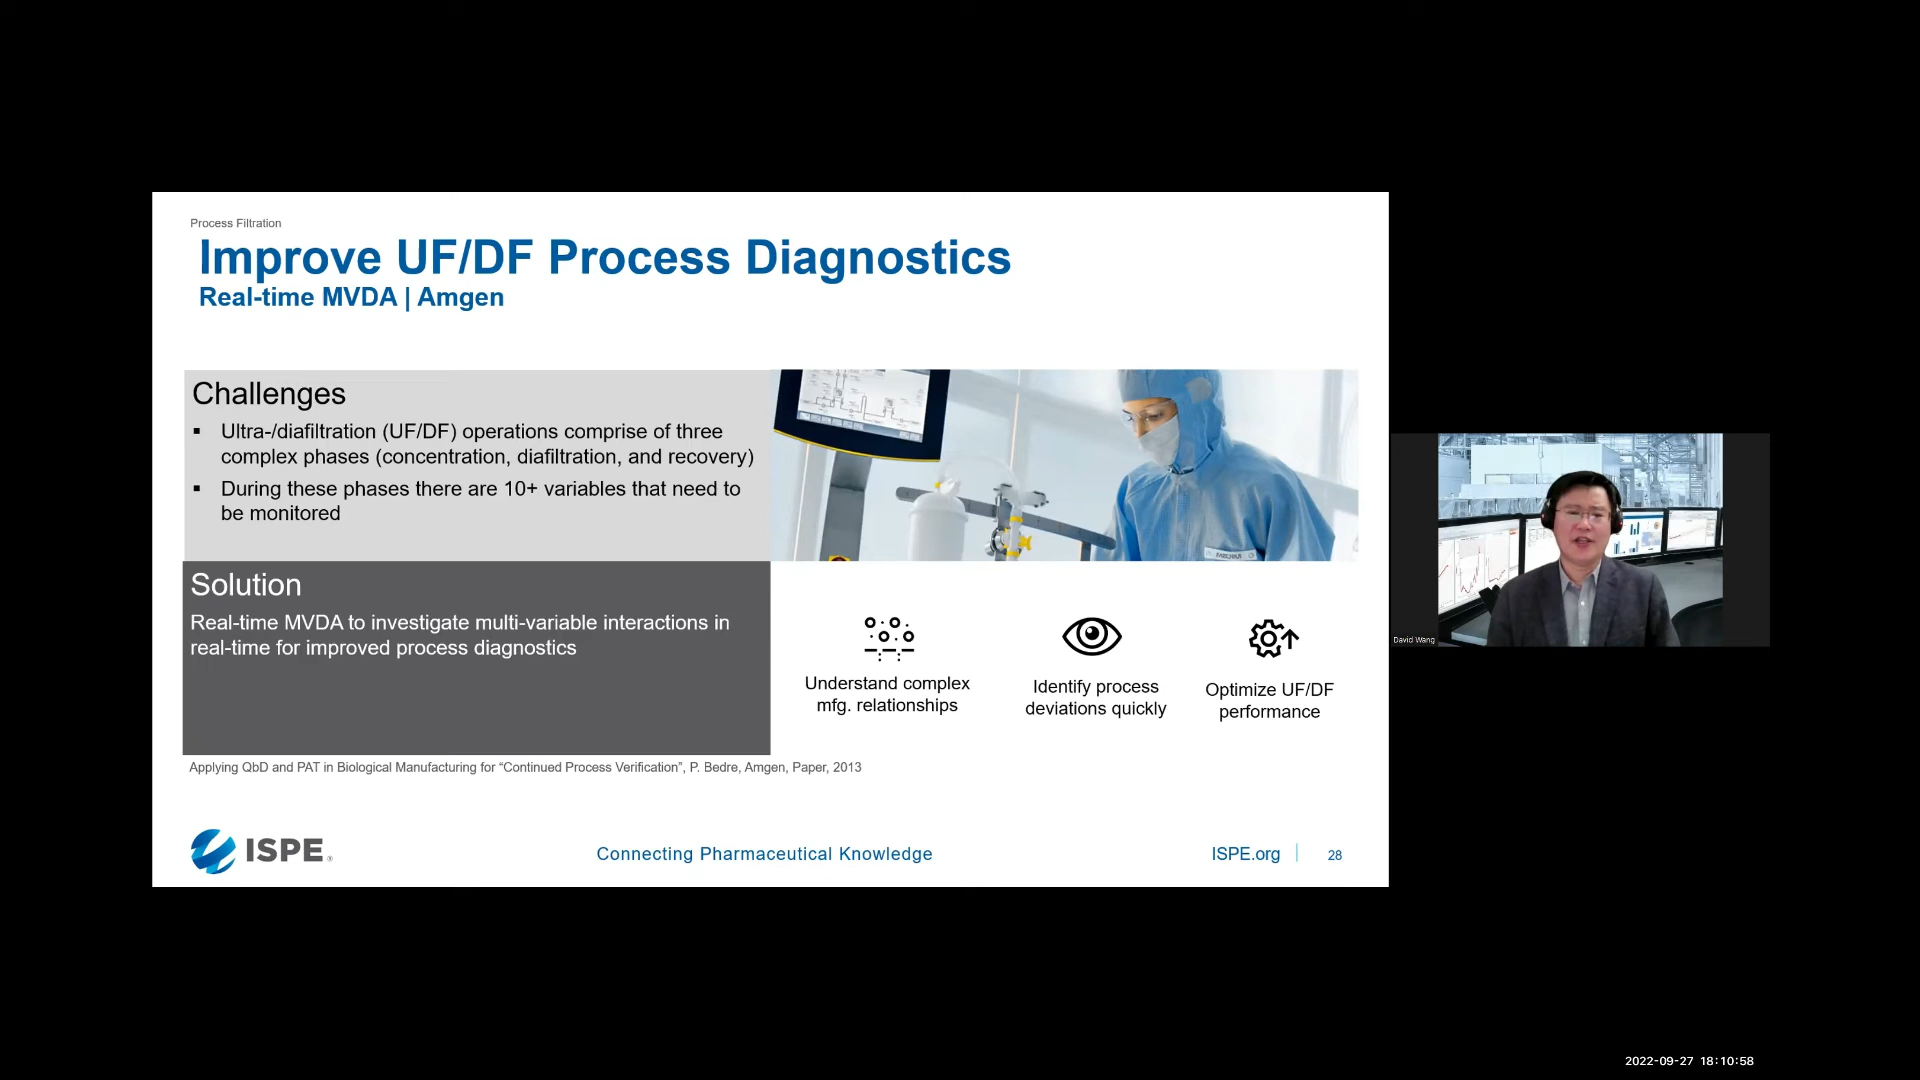 Process Filtration
Improve UF/DF Process Diagnostics
Real-time MVDA | Amgen
Challenges
▪ Ultra-/diafiltration (UF/DF) operations comprise of three
complex phases (concentration, diafiltration, and recovery)
▪ During these phases there are 10+ variables that need to
be monitored
Solution
Real-time MVDA to investigate multi-variable interactions in
real-time for improved process diagnostics
Understand complex
mfg. relationships
Identify process
deviations quickly
Optimize UF/DF
performance
Applying QbD and PAT in Biological Manufacturing for “Continued Process Verification”, P. Bedre, Amgen, Paper, 2013
ISPE®
Connecting Pharmaceutical Knowledge
ISPE.org
28
David Wang
2022-09-27 18:10:58